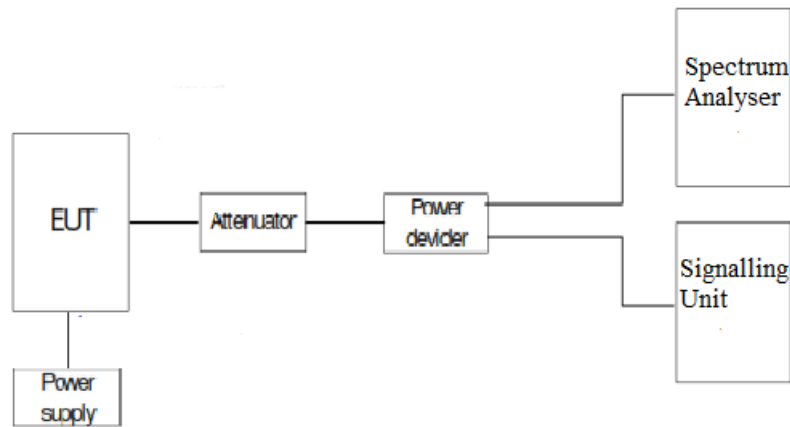 Spectrum
Analyser
EUT
Attenuator
Power
devider
Signalling
Unit
Power
supply